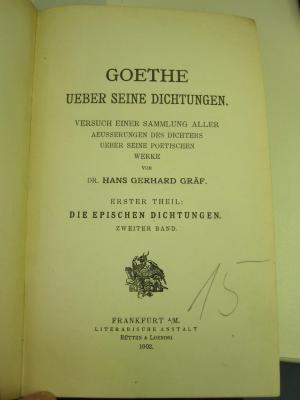 GOETHE
UEBER SEINE DICHTUNGEN.
VERSUCH EINER SAMMLUNG ALLER
AEUSSERUNGEN DES DICHTERS
UEBER SEINE POETISCHEN
WERKE
VON
DR. HANS GERHARD GRÄF.
ERSTER THEIL:
DIE EPISCHEN DICHTUNGEN.
ZWEITER BAND.
15
FRANKFURT A/M.
LITERARISCHE ANSTALT
RÜTTEN & LOENING
1902.